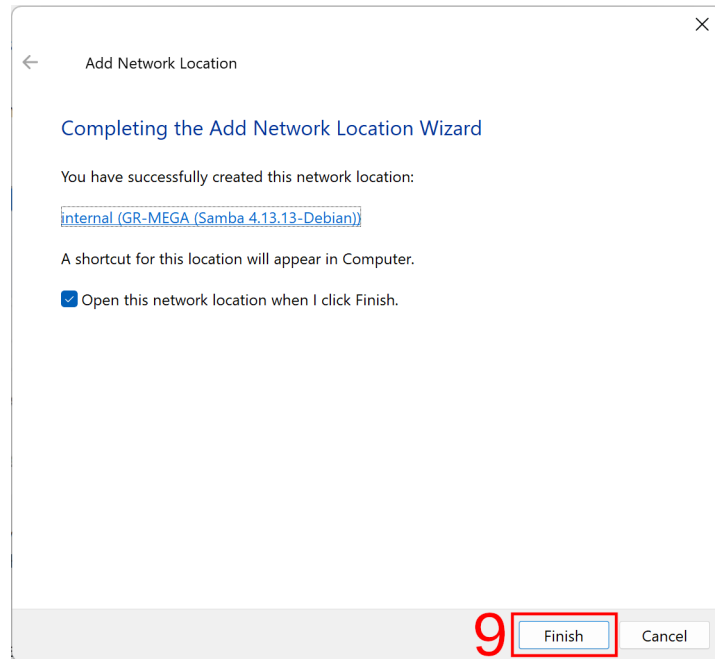 Add Network Location
Completing the Add Network Location Wizard
You have successfully created this network location:
internal (GR-MEGA (Samba 4.13.13-Debian))
A shortcut for this location will appear in Computer.
Open this network location when I click Finish.
9 Finish Cancel